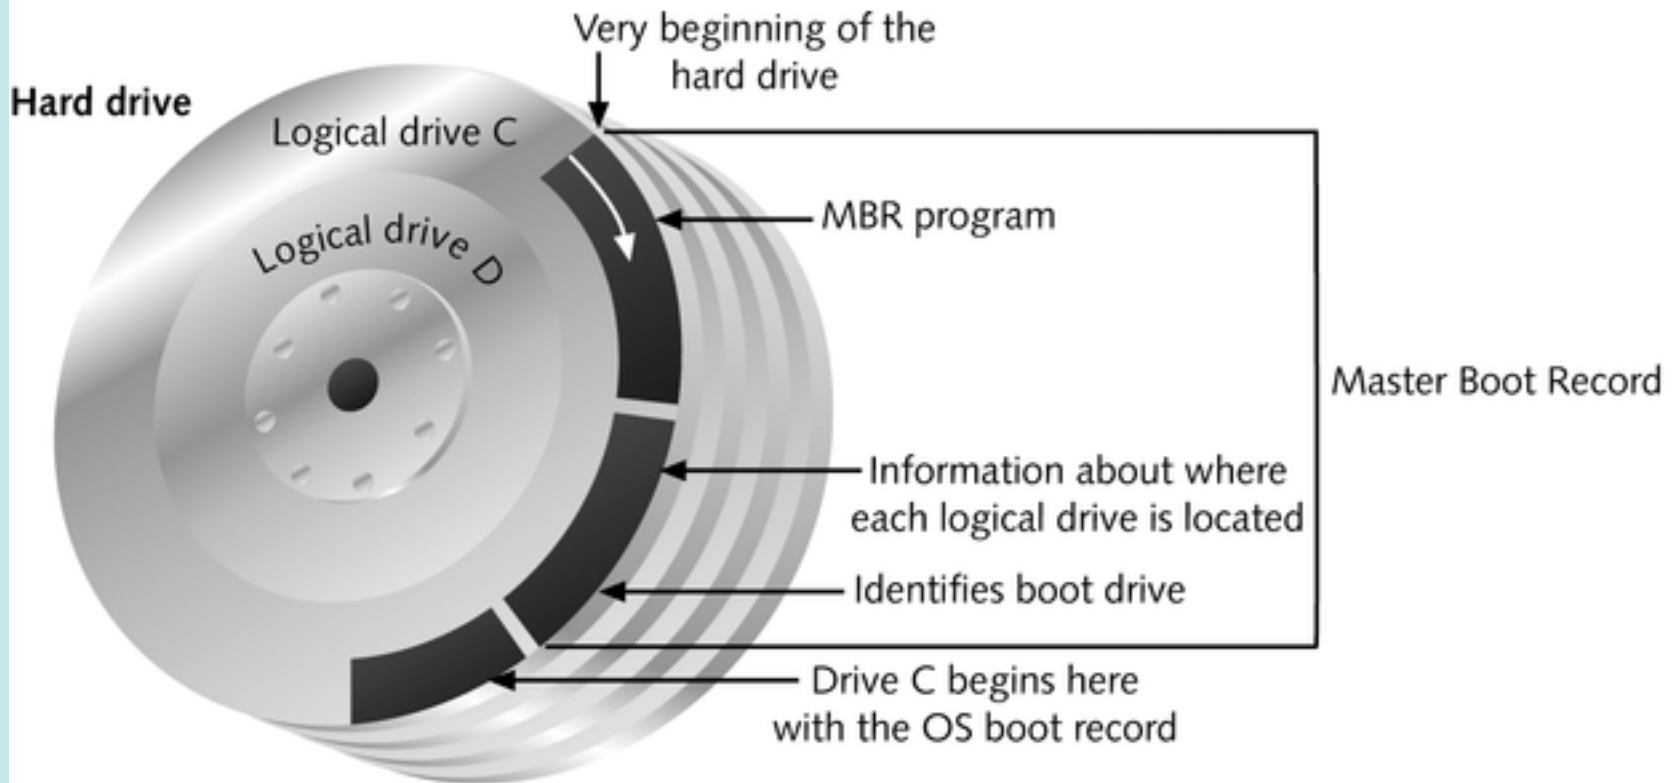 Very beginning of the
hard drive
Hard drive
Logical drive C
Logical drive D
MBR program
Master Boot Record
Information about where
each logical drive is located
Identifies boot drive
Drive C begins here
with the OS boot record